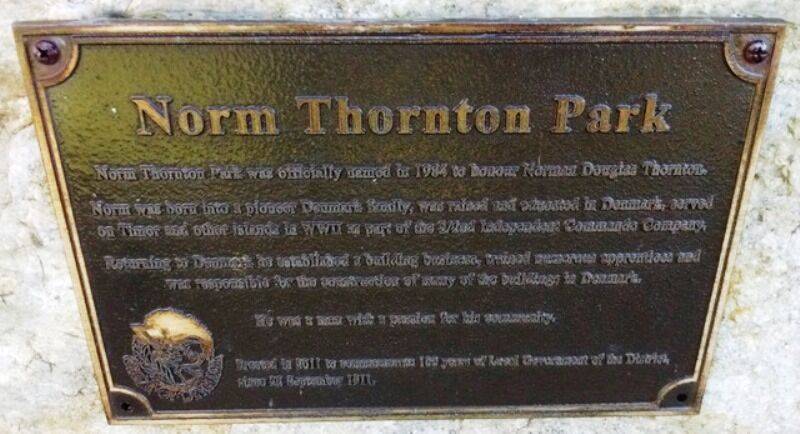 Norm Thornton Park
Norm Thornton Park was officially named in 1984 to honour Norman Douglas Thornton.
Norm was born into a pioneer Denmark family, was raised and educated in Denmark, served
on Timor and other islands in WWII as part of the 2/2nd Independent Commando Company.
Returning to Denmark he established a building business, trained numerous apprentices and
was responsible for the construction of many of the buildings in Denmark.
He was a man with a passion for his community.
Erected in 2011 to commemorate 100 years of Local Government of the District,
since September 1911.